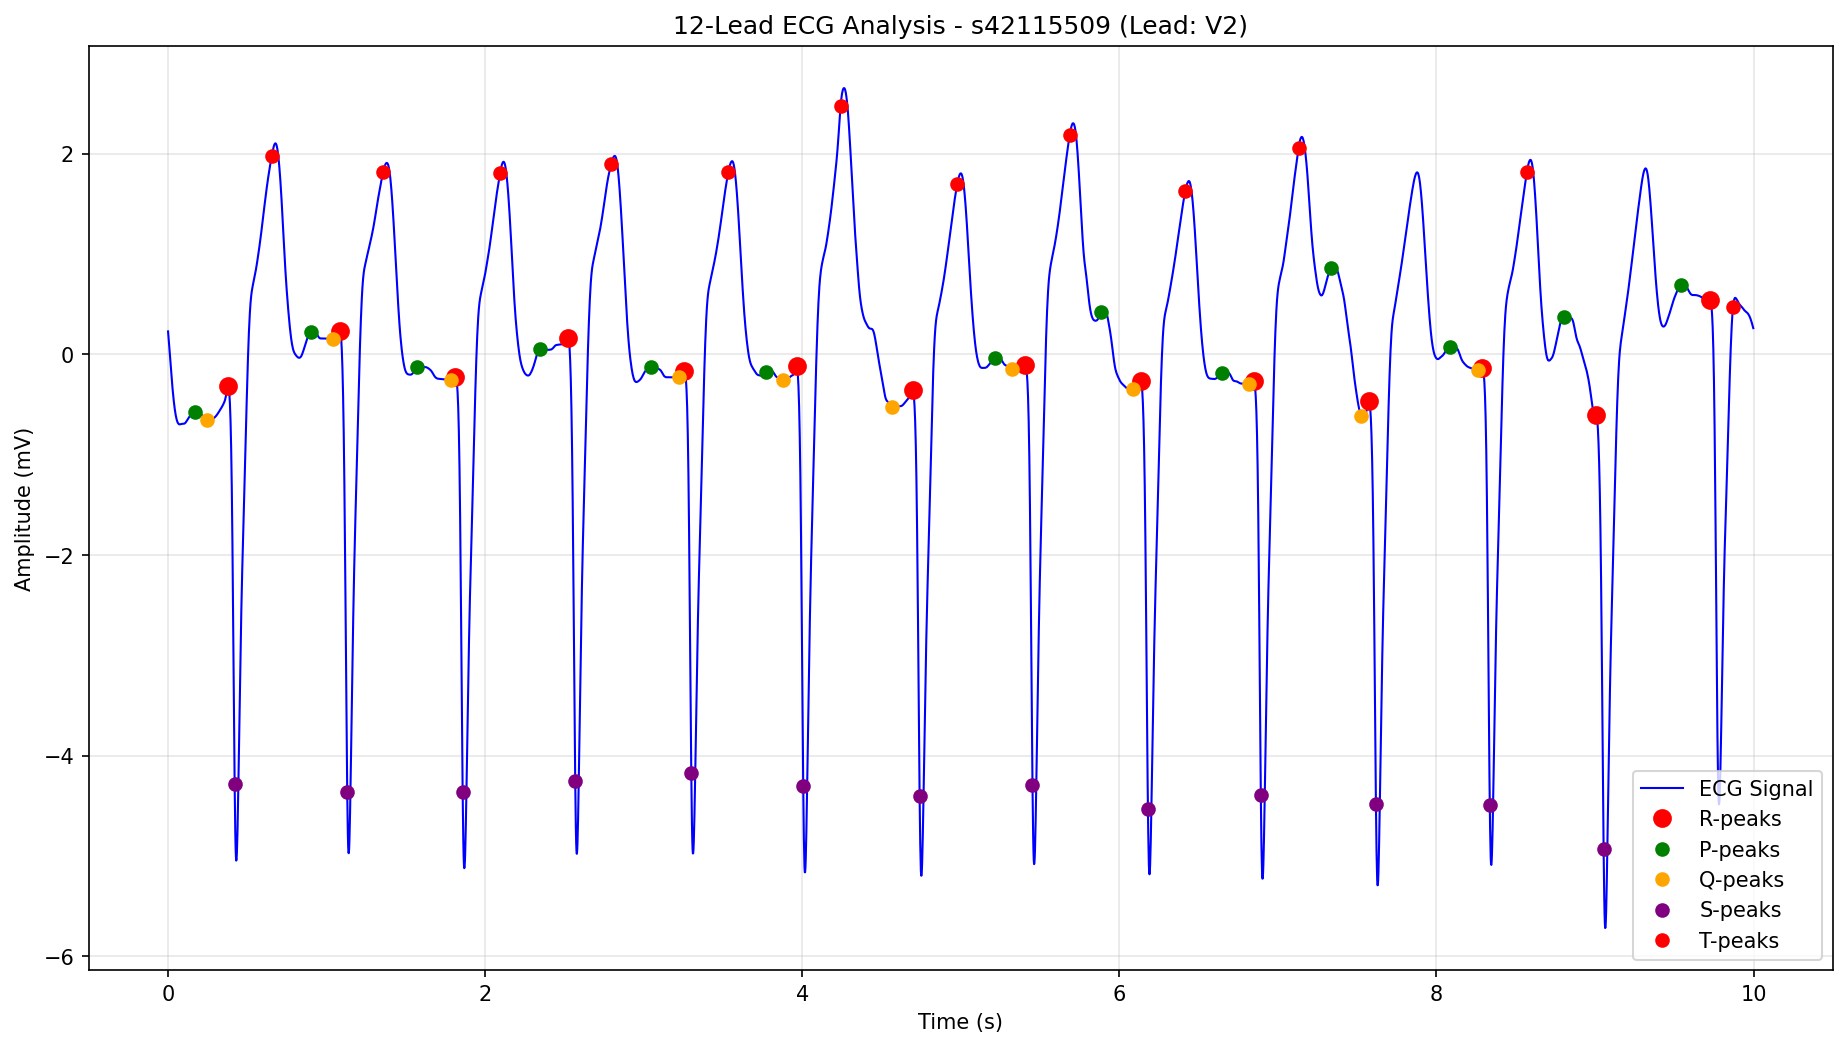 12-Lead ECG Analysis - s42115509 (Lead: V2)
Amplitude (mV)
2
0
−2
−4
−6
0 2 4 6 8 10
Time (s)
ECG Signal
R-peaks
P-peaks
Q-peaks
S-peaks
T-peaks